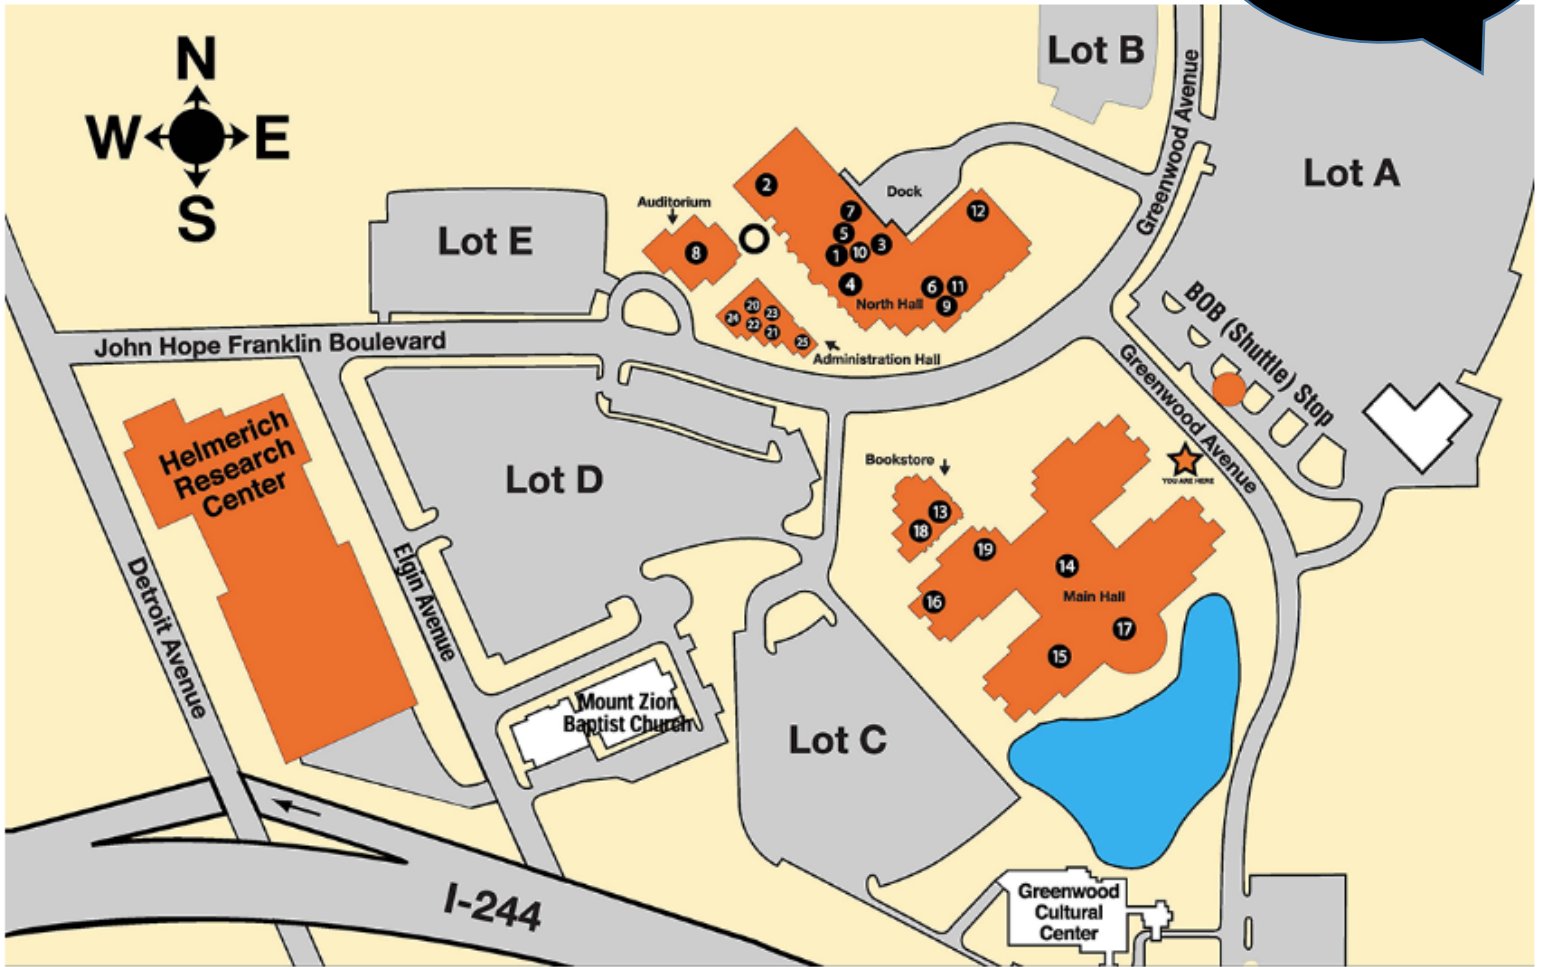 N
W E
S
Lot B
Greenwood Avenue
Lot A
Dock
Auditorium
2
7
12
5
8
1
10
3
4
6
11
9
North Hall
Lot E
20
23
24
22
21
25
Administration Hall
John Hope Franklin Boulevard
BOB (Shuttle) Stop
Greenwood Avenue
YOU ARE HERE
Helmerich
Research
Center
Lot D
Bookstore
13
18
19
14
Main Hall
16
17
15
Detroit Avenue
Elgin Avenue
Mount Zion
Baptist Church
Lot C
Greenwood
Cultural
Center
I-244